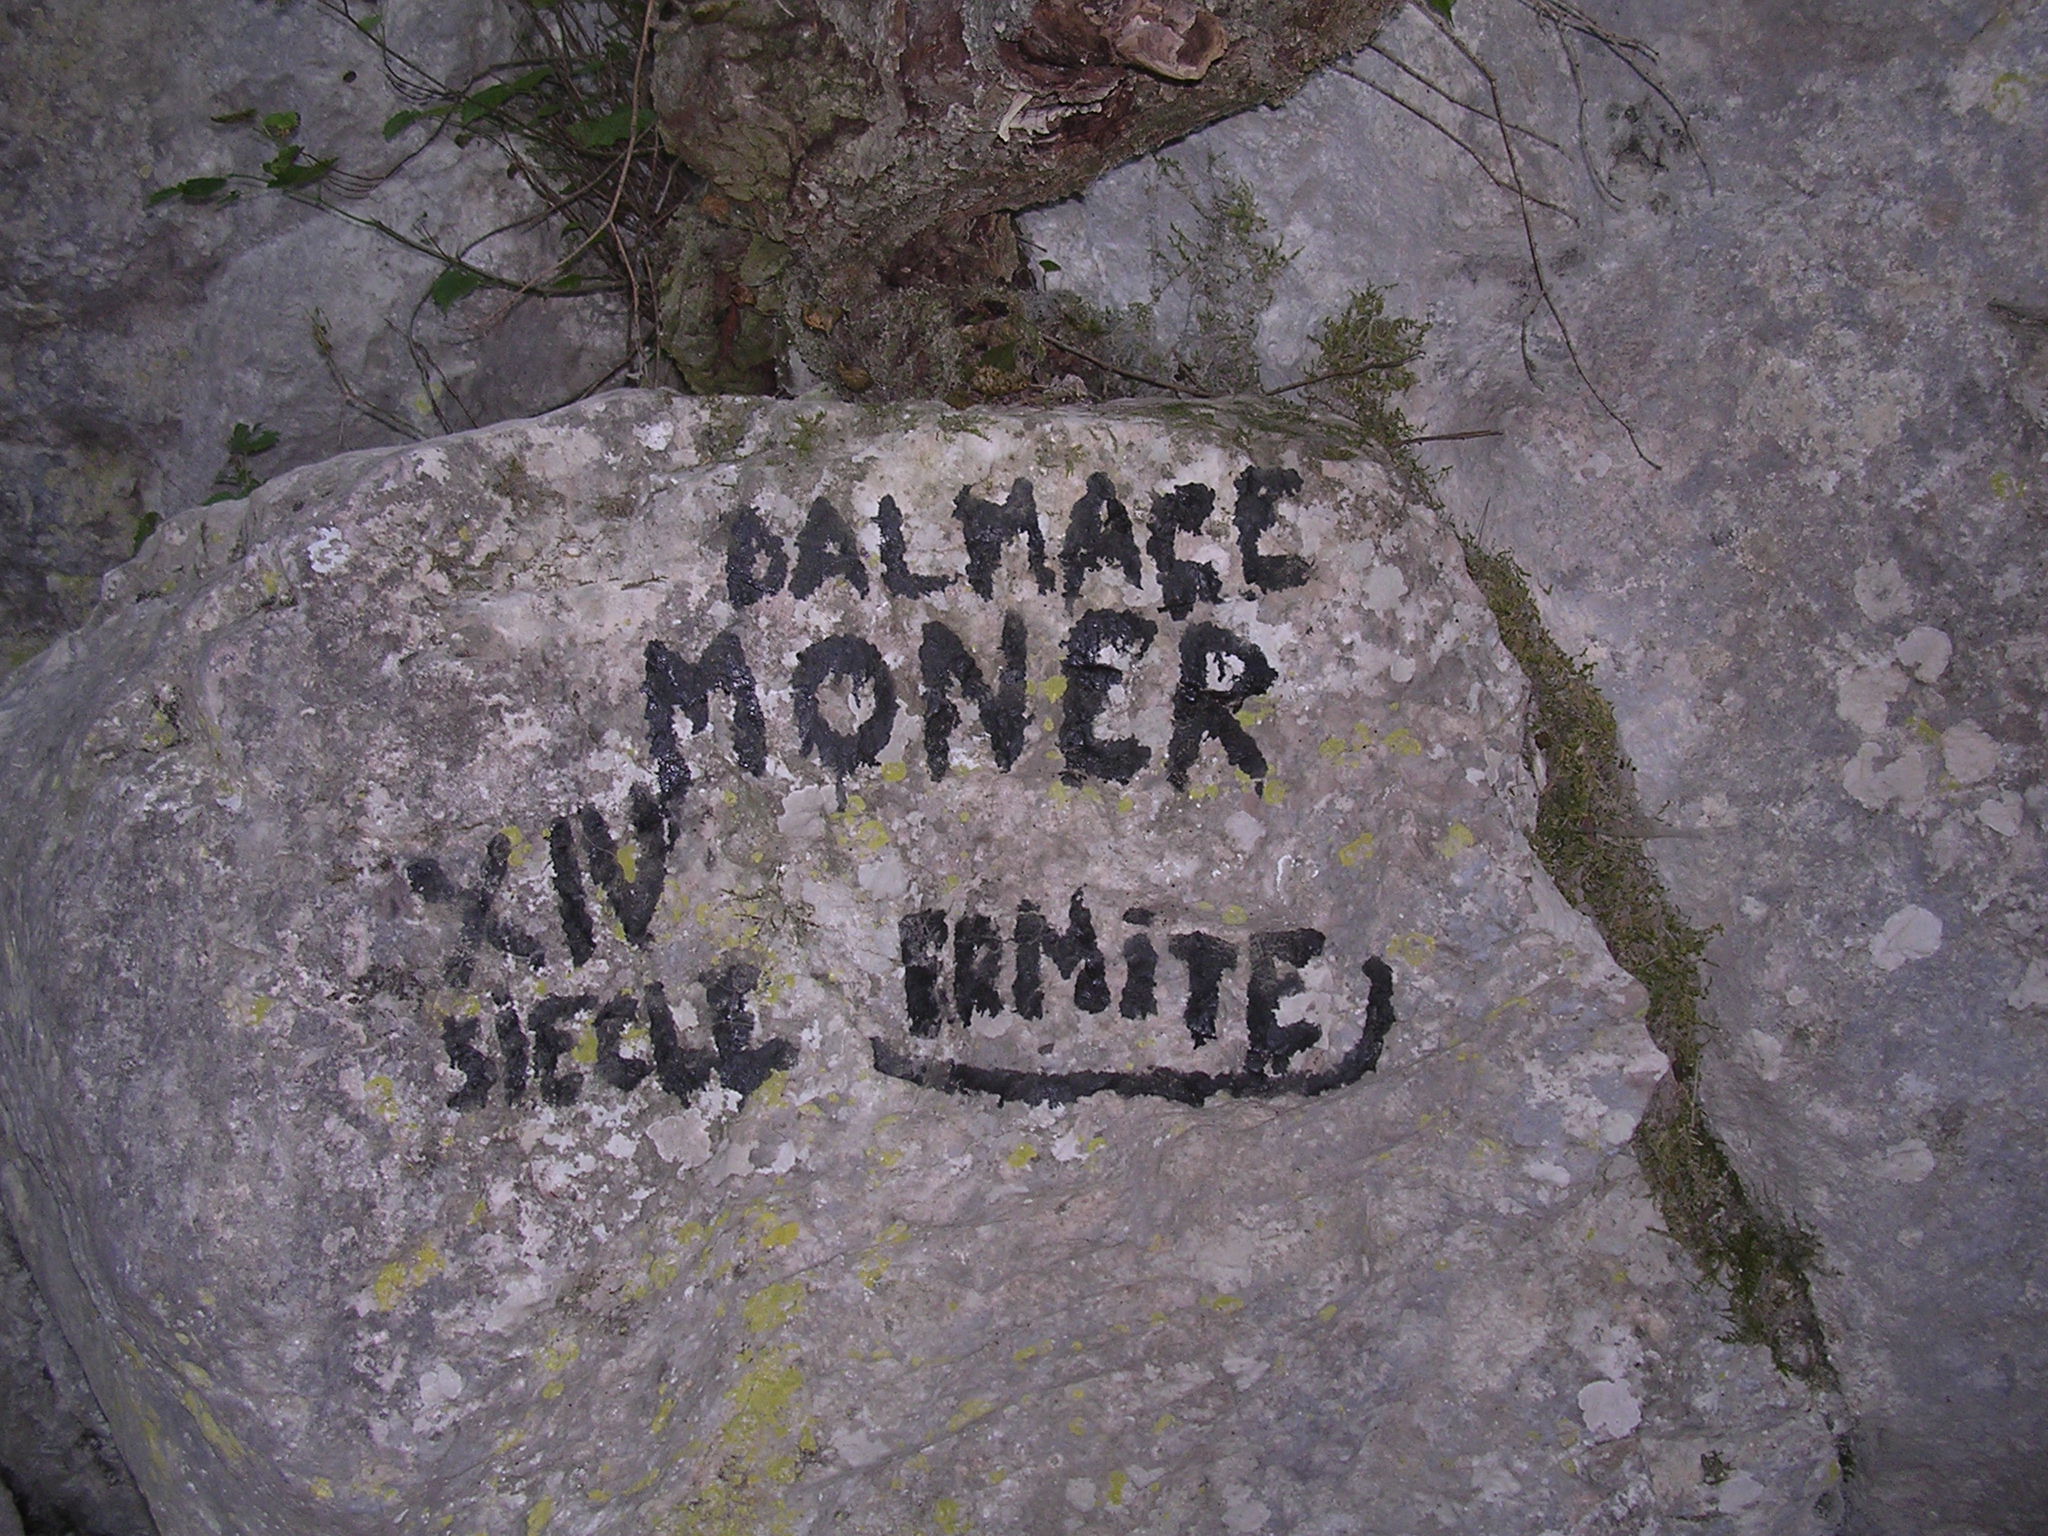 DALMACE
MONER
XIV
SIECLE
ERMiTE